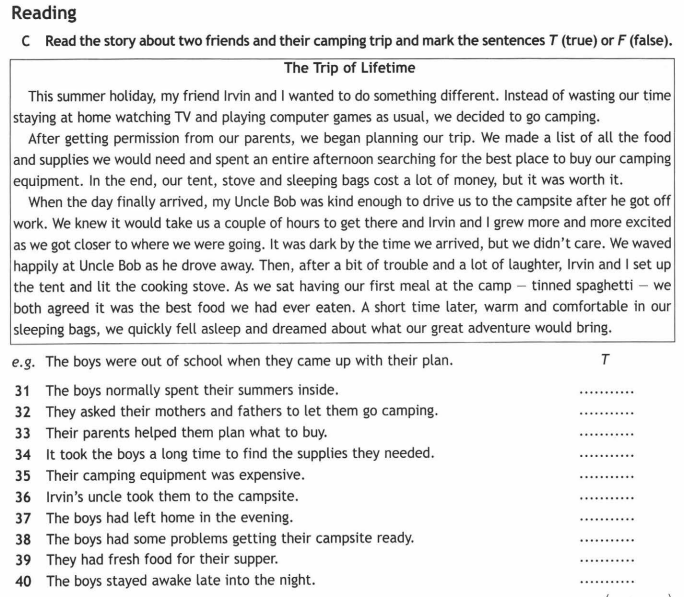 Reading
C Read the story about two friends and their camping trip and mark the sentences T (true) or F (false).
The Trip of Lifetime
This summer holiday, my friend Irvin and I wanted to do something different. Instead of wasting our time
staying at home watching TV and playing computer games as usual, we decided to go camping.
After getting permission from our parents, we began planning our trip. We made a list of all the food
and supplies we would need and spent an entire afternoon searching for the best place to buy our camping
equipment. In the end, our tent, stove and sleeping bags cost a lot of money, but it was worth it.
When the day finally arrived, my Uncle Bob was kind enough to drive us to the campsite after he got off
work. We knew it would take us a couple of hours to get there and Irvin and I grew more and more excited
as we got closer to where we were going. It was dark by the time we arrived, but we didn't care. We waved
happily at Uncle Bob as he drove away. Then, after a bit of trouble and a lot of laughter, Irvin and I set up
the tent and lit the cooking stove. As we sat having our first meal at the camp – tinned spaghetti – we
both agreed it was the best food we had ever eaten. A short time later, warm and comfortable in our
sleeping bags, we quickly fell asleep and dreamed about what our great adventure would bring.
e.g. The boys were out of school when they came up with their plan. T
31 The boys normally spent their summers inside. ...........
32 They asked their mothers and fathers to let them go camping. ...........
33 Their parents helped them plan what to buy. ...........
34 It took the boys a long time to find the supplies they needed. ...........
35 Their camping equipment was expensive. ...........
36 Irvin's uncle took them to the campsite. ...........
37 The boys had left home in the evening. ...........
38 The boys had some problems getting their campsite ready. ...........
39 They had fresh food for their supper. ...........
40 The boys stayed awake late into the night. ...........